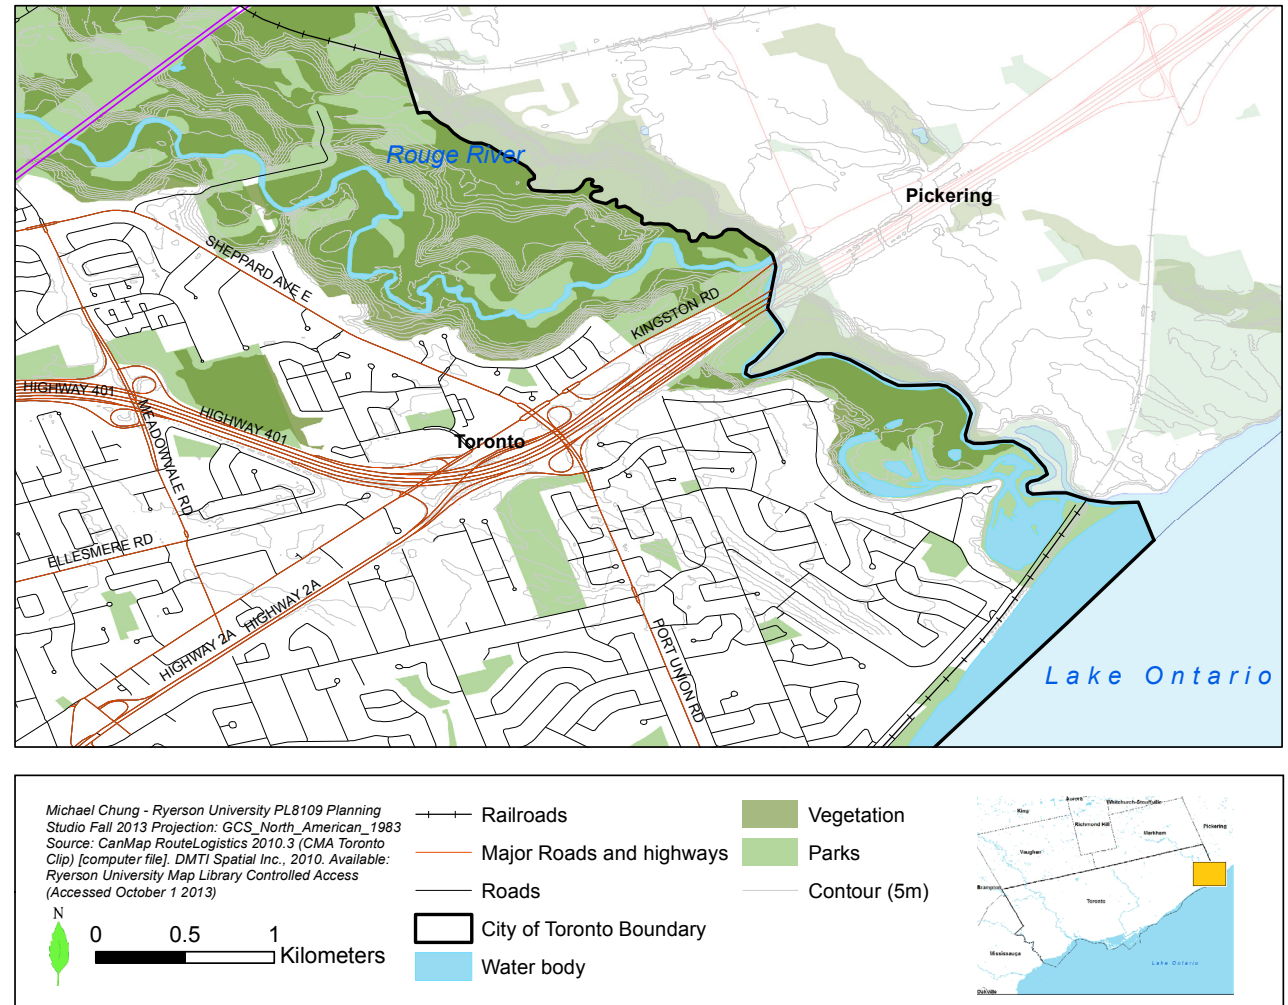 Rouge River
Pickering
SHEPPARD AVE E
KINGSTON RD
HIGHWAY 401
HIGHWAY 401
MEADOWVALE RD
Toronto
ELLESMERE RD
HIGHWAY 2A
HIGHWAY 2A
PORT UNION RD
Lake Ontario
Michael Chung - Ryerson University PL8109 Planning
Studio Fall 2013 Projection: GCS_North_American_1983
Source: CanMap RouteLogistics 2010.3 (CMA Toronto
Clip) [computer file]. DMTI Spatial Inc., 2010. Available:
Ryerson University Map Library Controlled Access
(Accessed October 1 2013)
N
0 0.5 1
Kilometers
Railroads
Major Roads and highways
Roads
City of Toronto Boundary
Water body
Vegetation
Parks
Contour (5m)
King
Aurora
Whitchurch-Stouffville
Richmond Hill
Markham
Pickering
Vaughan
Brampton
Toronto
Mississauga
Lake Ontario
Oakville